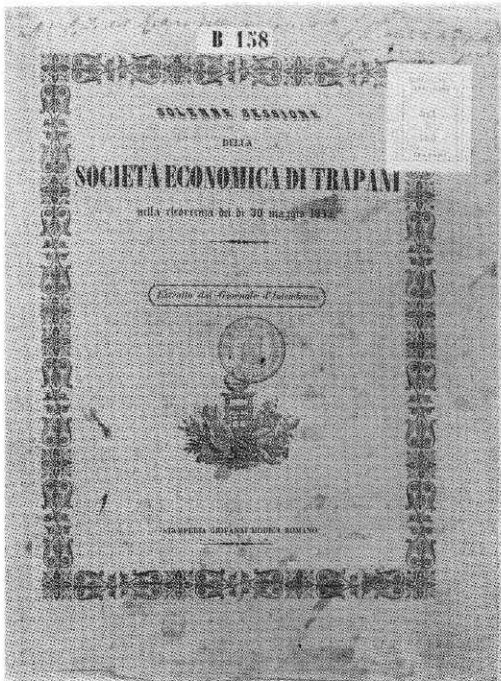 B 158
SOLENNE SESSIONE
DELLA
SOCIETÀ ECONOMICA DI TRAPANI
nella ricorrenza del dì 30 maggio
Estratto dal Giornale d'Intendenza
STAMPERIA GIOVANNI MODICA ROMANO